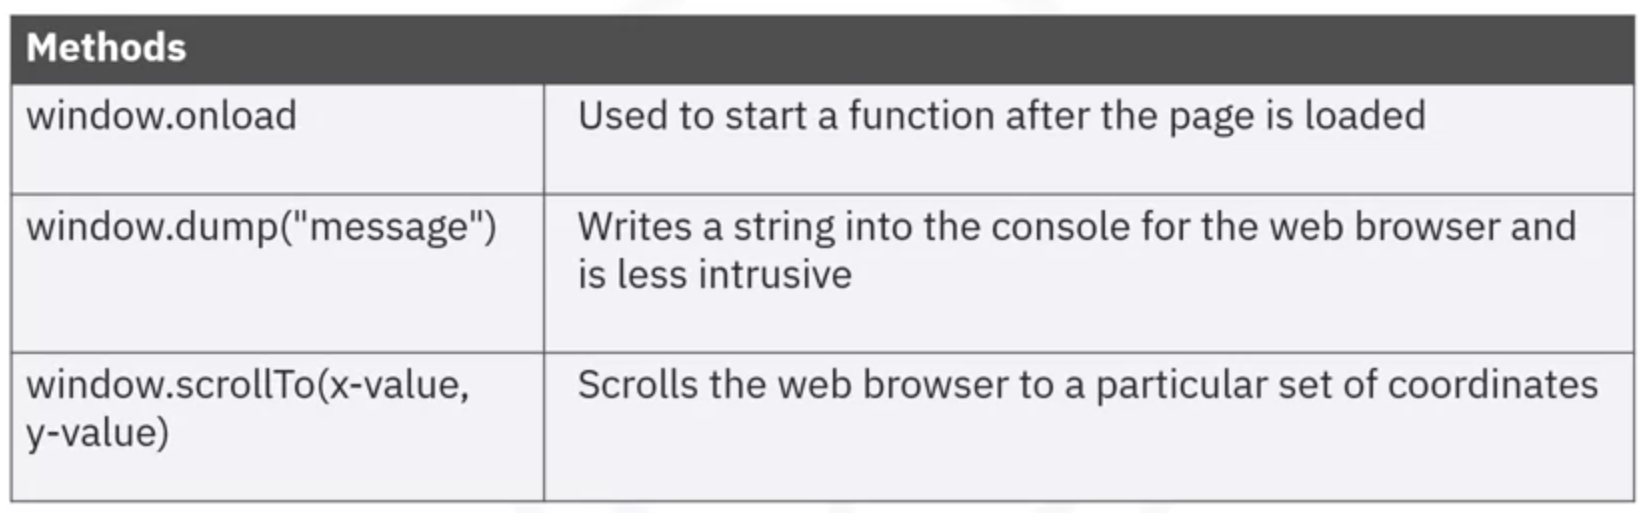 Methods
window.onload
Used to start a function after the page is loaded
window.dump("message")
Writes a string into the console for the web browser and
is less intrusive
window.scrollTo(x-value,
y-value)
Scrolls the web browser to a particular set of coordinates